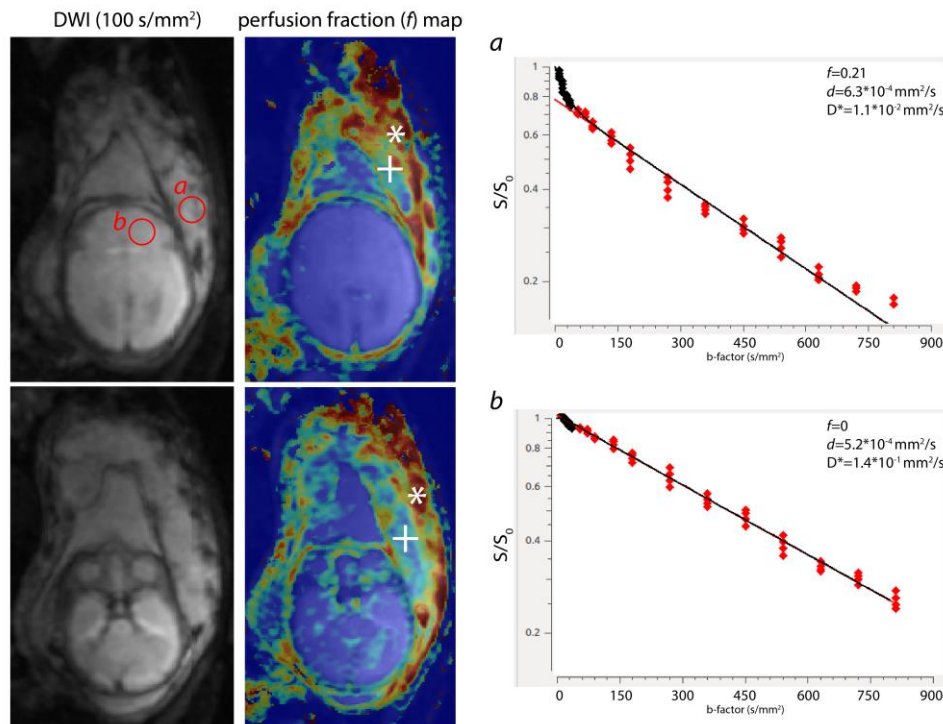 DWI (100 s/mm²)
perfusion fraction (f) map
a
b
*
+
*
+
a
f=0.21
d=6.3*10⁻⁴ mm²/s
D*=1.1*10⁻² mm²/s
1
0.8
0.6
0.4
0.2
S/S₀
0 150 300 450 600 750 900
b-factor (s/mm²)
b
f=0
d=5.2*10⁻⁴ mm²/s
D*=1.4*10⁻¹ mm²/s
1
0.8
0.6
0.4
0.2
S/S₀
0 150 300 450 600 750 900
b-factor (s/mm²)